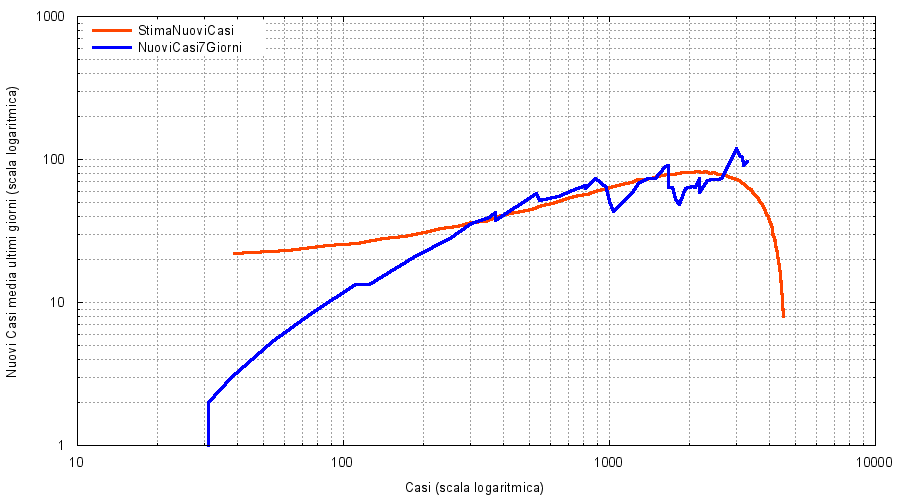 1000
StimaNuoviCasi
NuoviCasi7Giorni
100
10
1
Nuovi Casi media ultimi giorni (scala logaritmica)
10 100 1000 10000
Casi (scala logaritmica)